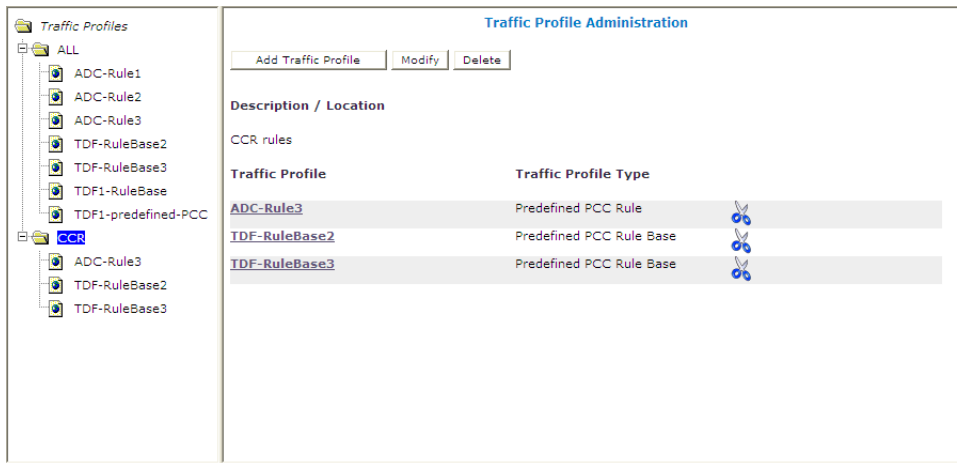 Traffic Profiles
ALL
ADC-Rule1
ADC-Rule2
ADC-Rule3
TDF-RuleBase2
TDF-RuleBase3
TDF1-RuleBase
TDF1-predefined-PCC
CCR
ADC-Rule3
TDF-RuleBase2
TDF-RuleBase3
Traffic Profile Administration
Add Traffic Profile Modify Delete
Description / Location
CCR rules
Traffic Profile Traffic Profile Type
ADC-Rule3 Predefined PCC Rule
TDF-RuleBase2 Predefined PCC Rule Base
TDF-RuleBase3 Predefined PCC Rule Base